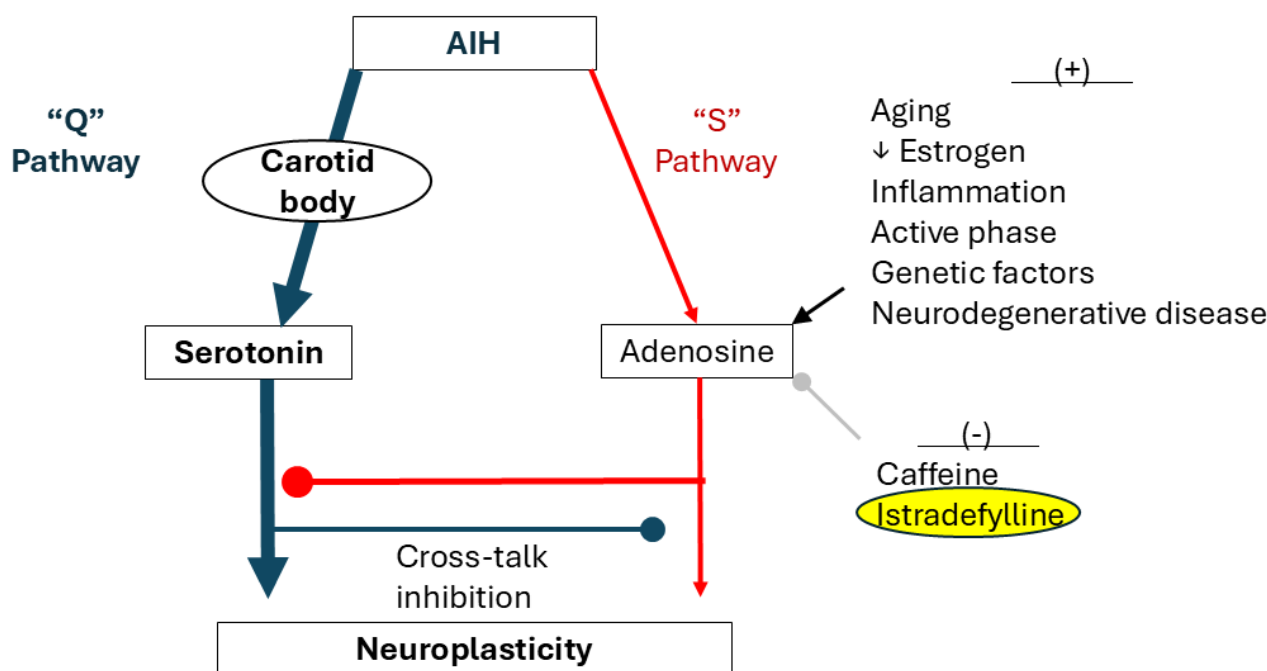 AIH
“Q”
Pathway
“S”
Pathway
Carotid
body
(+)
Aging
↓ Estrogen
Inflammation
Active phase
Genetic factors
Neurodegenerative disease
Serotonin
Adenosine
(-)
Caffeine
Istradefylline
Cross-talk
inhibition
Neuroplasticity